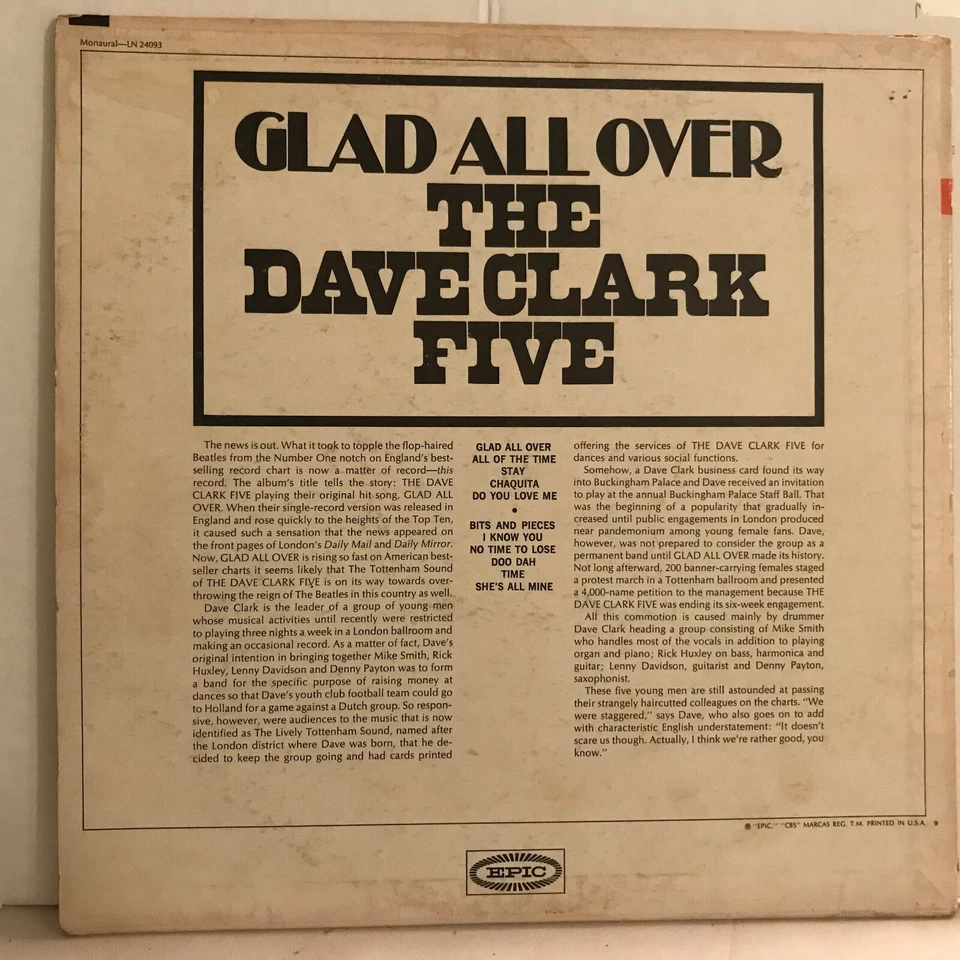 Monaural—LN 24093
GLAD ALL OVER
THE
DAVE CLARK
FIVE
The news is out. What it took to topple the flop-haired
Beatles from the Number One notch on England's best-
selling record chart is now a matter of record—this
record. The album's title tells the story: THE DAVE
CLARK FIVE playing their original hit song, GLAD ALL
OVER. When their single-record version was released in
England and rose quickly to the heights of the Top Ten,
it caused such a sensation that the news appeared on
the front pages of London's Daily Mail and Daily Mirror.
Now, GLAD ALL OVER is rising so fast on American best-
seller charts it seems likely that The Tottenham Sound
of THE DAVE CLARK FIVE is on its way towards over-
throwing the reign of The Beatles in this country as well.
Dave Clark is the leader of a group of young men
whose musical activities until recently were restricted
to playing three nights a week in a London ballroom and
making an occasional record. As a matter of fact, Dave's
original intention in bringing together Mike Smith, Rick
Huxley, Lenny Davidson and Denny Payton was to form
a band for the specific purpose of raising money at
dances so that Dave's youth club football team could go
to Holland for a game against a Dutch group. So respon-
sive, however, were audiences to the music that is now
identified as The Lively Tottenham Sound, named after
the London district where Dave was born, that he de-
cided to keep the group going and had cards printed
GLAD ALL OVER
ALL OF THE TIME
STAY
CHAQUITA
DO YOU LOVE ME
•
BITS AND PIECES
I KNOW YOU
NO TIME TO LOSE
DOO DAH
TIME
SHE'S ALL MINE
offering the services of THE DAVE CLARK FIVE for
dances and various social functions.
Somehow, a Dave Clark business card found its way
into Buckingham Palace and Dave received an invitation
to play at the annual Buckingham Palace Staff Ball. That
was the beginning of a popularity that gradually in-
creased until public engagements in London produced
near pandemonium among young female fans. Dave,
however, was not prepared to consider the group as a
permanent band until GLAD ALL OVER made its history.
Not long afterward, 200 banner-carrying females staged
a protest march in a Tottenham ballroom and presented
a 4,000-name petition to the management because THE
DAVE CLARK FIVE was ending its six-week engagement.
All this commotion is caused mainly by drummer
Dave Clark heading a group consisting of Mike Smith
who handles most of the vocals in addition to playing
organ and piano; Rick Huxley on bass, harmonica and
guitar; Lenny Davidson, guitarist and Denny Payton,
saxophonist.
These five young men are still astounded at passing
their strangely haircutted colleagues on the charts. "We
were staggered," says Dave, who also goes on to add
with characteristic English understatement: "It doesn't
scare us though. Actually, I think we're rather good, you
know."
® "EPIC," "CBS" MARCAS REG. T.M. PRINTED IN U.S.A. 9
EPIC